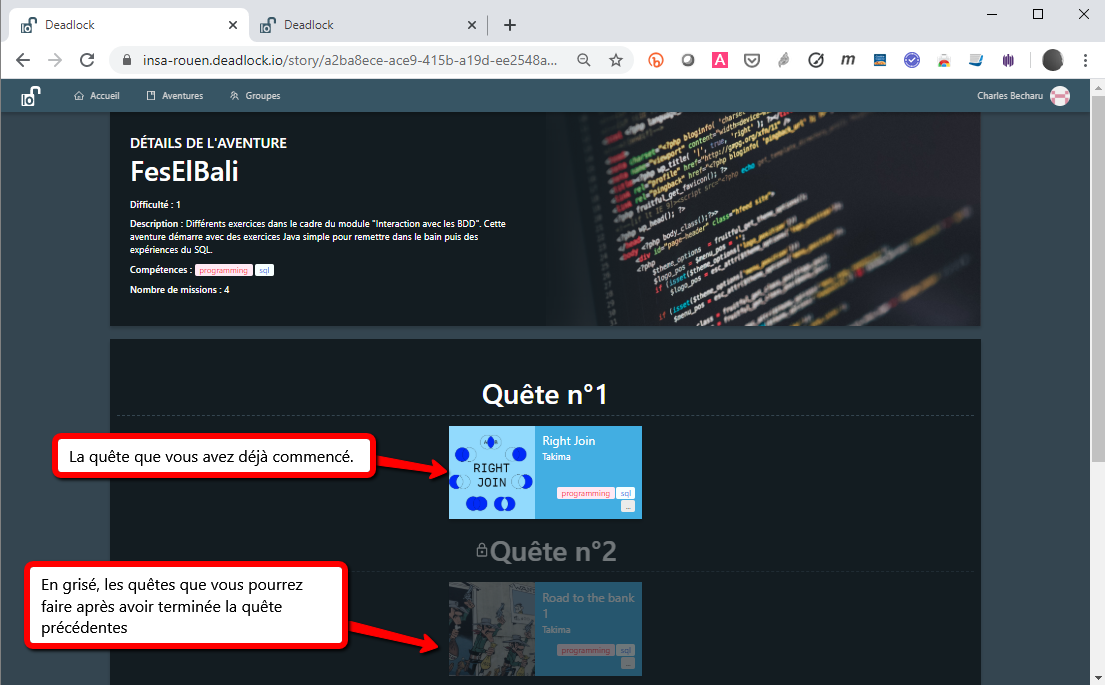 Deadlock
Deadlock
insa-rouen.deadlock.io/story/a2ba8ece-ace9-415b-a19d-ee2548a...
Accueil
Aventures
Groupes
Charles Becharu
DÉTAILS DE L'AVENTURE
FesElBali
Difficulté : 1
Description : Différents exercices dans le cadre du module "Interaction avec les BDD". Cette
aventure démarre avec des exercices Java simple pour remettre dans le bain puis des
expériences du SQL.
Compétences : programming sql
Nombre de missions : 4
Quête n°1
La quête que vous avez déjà commencé.
RIGHT
JOIN
Right Join
Takima
programming sql
...
Quête n°2
En grisé, les quêtes que vous pourrez
faire après avoir terminée la quête
précédentes
Road to the bank
1
Takima
programming sql
...